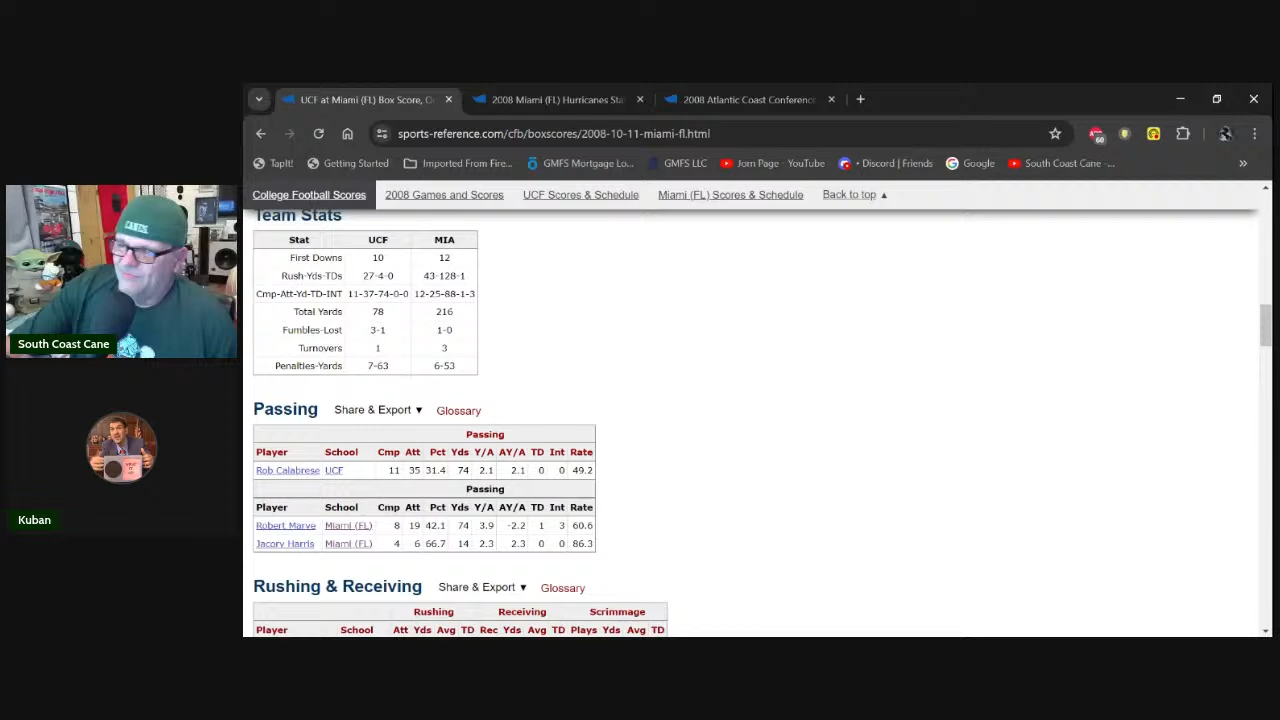 UCF at Miami (FL) Box Score, O
2008 Miami (FL) Hurricanes Sta
2008 Atlantic Coast Conference
sports-reference.com/cfb/boxscores/2008-10-11-miami-fl.html
60
TapIt!
Getting Started
Imported From Fire...
GMFS Mortgage Lo...
GMFS LLC
Jorn Page - YouTube
• Discord | Friends
Google
South Coast Cane -...
College Football Scores
2008 Games and Scores
UCF Scores & Schedule
Miami (FL) Scores & Schedule
Back to top ▲
Team Stats
Stat UCF MIA
First Downs 10 12
Rush-Yds-TDs 27-4-0 43-128-1
Cmp-Att-Yd-TD-INT 11-37-74-0-0 12-25-88-1-3
Total Yards 78 216
Fumbles-Lost 3-1 1-0
Turnovers 1 3
Penalties-Yards 7-63 6-53
CANES
South Coast Cane
Kuban
Passing Share & Export ▼ Glossary
Passing
Player School Cmp Att Pct Yds Y/A AY/A TD Int Rate
Rob Calabrese UCF 11 35 31.4 74 2.1 2.1 0 0 49.2
Passing
Player School Cmp Att Pct Yds Y/A AY/A TD Int Rate
Robert Marve Miami (FL) 8 19 42.1 74 3.9 -2.2 1 3 60.6
Jacory Harris Miami (FL) 4 6 66.7 14 2.3 2.3 0 0 86.3
Rushing & Receiving Share & Export ▼ Glossary
Rushing Receiving Scrimmage
Player School Att Yds Avg TD Rec Yds Avg TD Plays Yds Avg TD